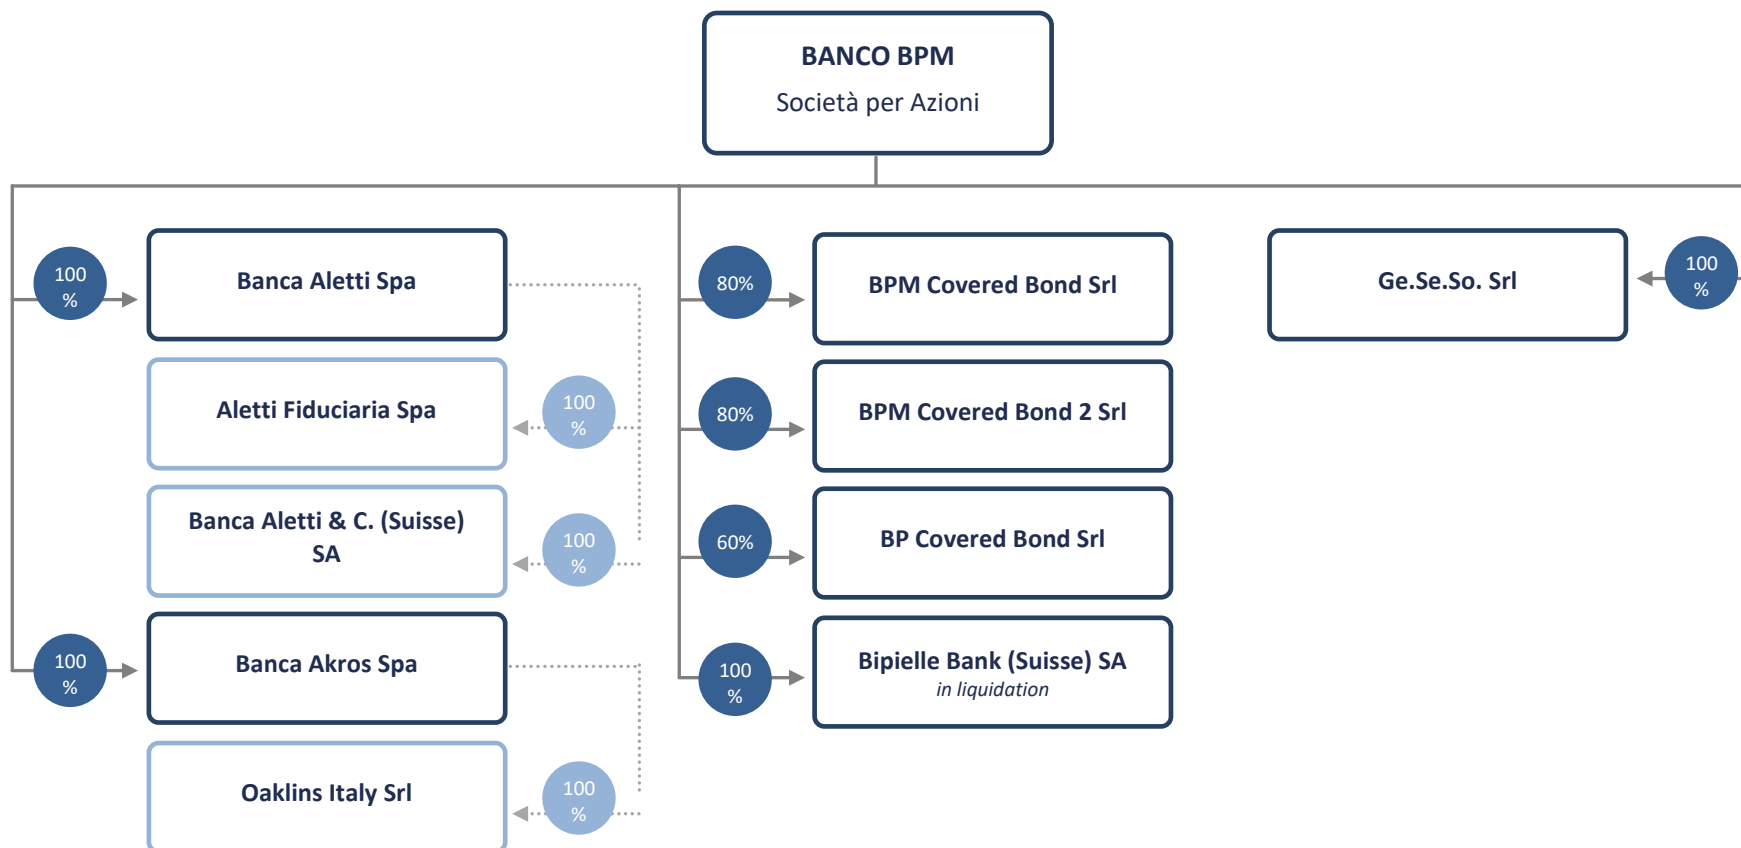 BANCO BPM
Società per Azioni
100
%
Banca Aletti Spa
Aletti Fiduciaria Spa
100
%
Banca Aletti & C. (Suisse)
SA
100
%
100
%
Banca Akros Spa
Oaklins Italy Srl
100
%
80%
BPM Covered Bond Srl
80%
BPM Covered Bond 2 Srl
60%
BP Covered Bond Srl
100
%
Bipielle Bank (Suisse) SA
in liquidation
Ge.Se.So. Srl
100
%